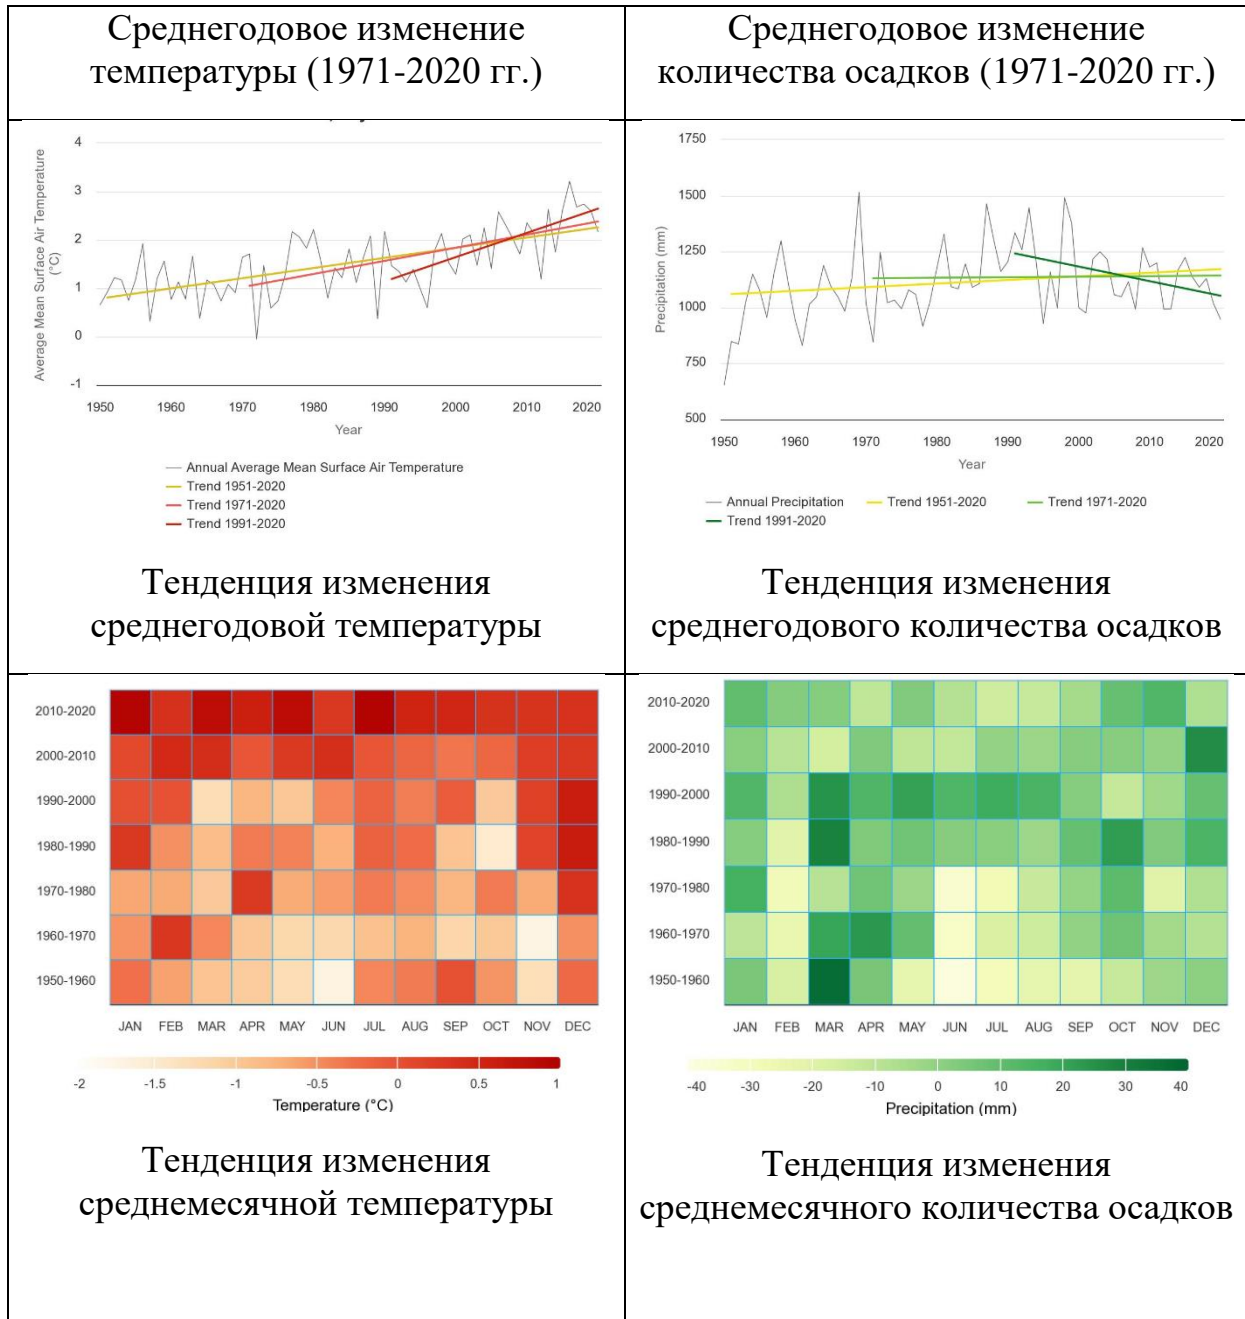 Среднегодовое изменение
температуры (1971-2020 гг.)
Среднегодовое изменение
количества осадков (1971-2020 гг.)
4
3
2
1
0
-1
Average Mean Surface Air Temperature
(°C)
1950 1960 1970 1980 1990 2000 2010 2020
Year
Annual Average Mean Surface Air Temperature
Trend 1951-2020
Trend 1971-2020
Trend 1991-2020
Тенденция изменения
среднегодовой температуры
1750
1500
1250
1000
750
500
Precipitation (mm)
1950 1960 1970 1980 1990 2000 2010 2020
Year
Annual Precipitation Trend 1951-2020 Trend 1971-2020
Trend 1991-2020
Тенденция изменения
среднегодового количества осадков
2010-2020
2000-2010
1990-2000
1980-1990
1970-1980
1960-1970
1950-1960
JAN FEB MAR APR MAY JUN JUL AUG SEP OCT NOV DEC
-2 -1.5 -1 -0.5 0 0.5 1
Temperature (°C)
Тенденция изменения
среднемесячной температуры
2010-2020
2000-2010
1990-2000
1980-1990
1970-1980
1960-1970
1950-1960
JAN FEB MAR APR MAY JUN JUL AUG SEP OCT NOV DEC
-40 -30 -20 -10 0 10 20 30 40
Precipitation (mm)
Тенденция изменения
среднемесячного количества осадков